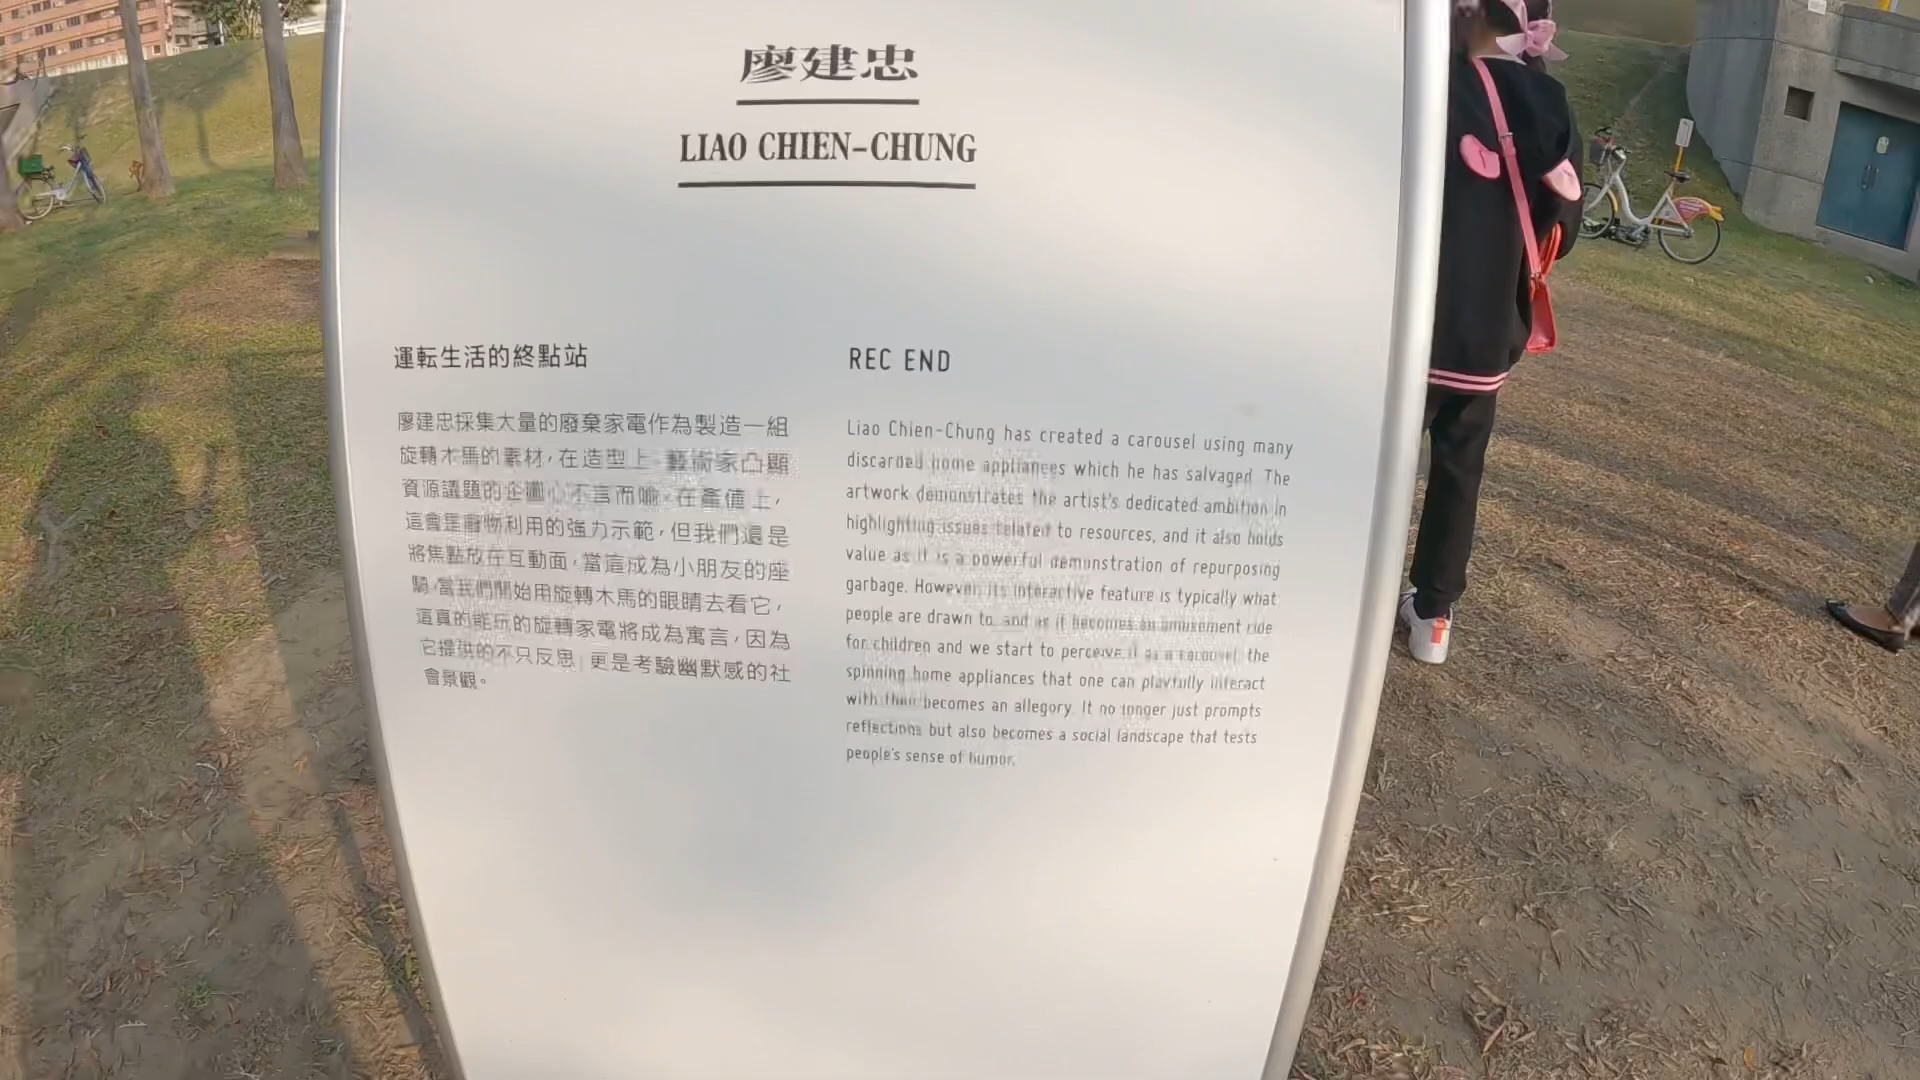 廖建忠
LIAO CHIEN-CHUNG
運転生活的終點站
廖建忠採集大量的廢棄家電作為製造一組
旋轉木馬的素材，在造型上，藝術家凸顯
資源議題的企圖心不言而喻，在產值上，
這會是廢物利用的強力示範，但我們還是
將焦點放在互動面，當這成為小朋友的座
騎，當我們開始用旋轉木馬的眼睛去看它，
這真的能玩的旋轉家電將成為寓言，因為
它提供的不只反思，更是考驗幽默感的社
會景觀。
REC END
Liao Chien-Chung has created a carousel using many
discarded home appliances which he has salvaged. The
artwork demonstrates the artist's dedicated ambition in
highlighting issues related to resources, and it also holds
value as it is a powerful demonstration of repurposing
garbage. However, its interactive feature is typically what
people are drawn to, and as it becomes an amusement ride
for children and we start to perceive it as a carousel, the
spinning home appliances that one can playfully interact
with then becomes an allegory. It no longer just prompts
reflections but also becomes a social landscape that tests
people's sense of humor.